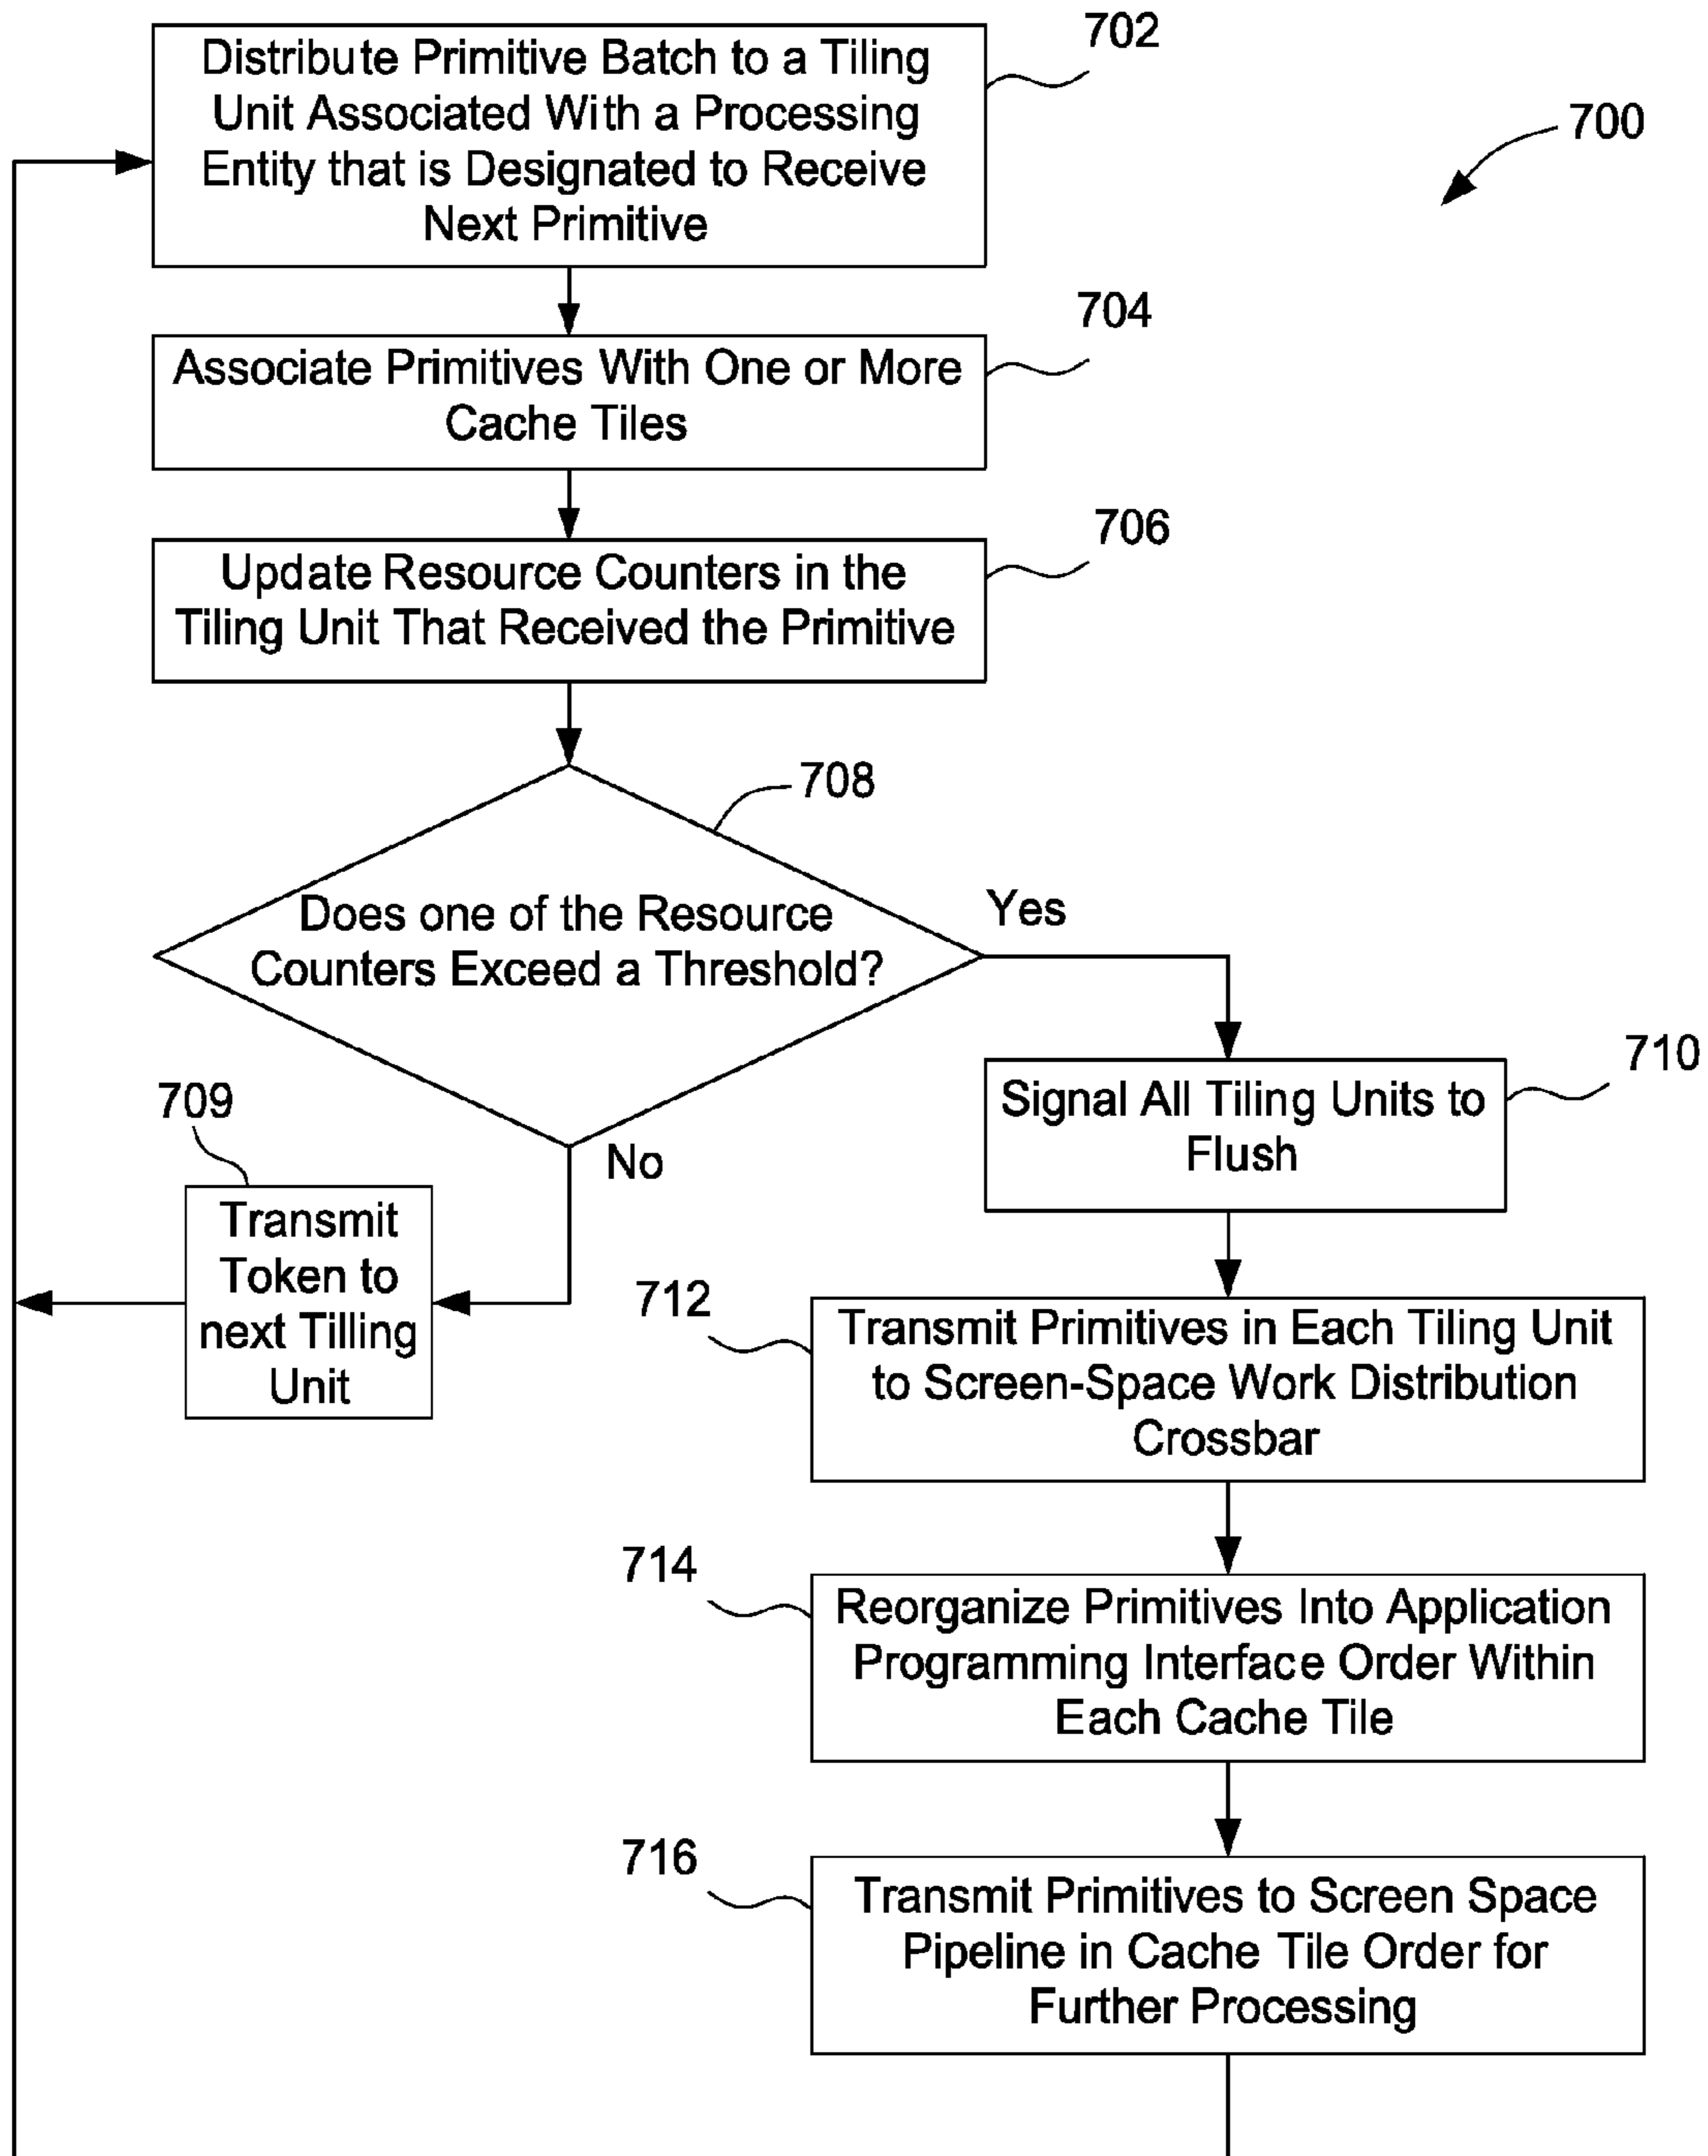 702
Distribute Primitive Batch to a Tiling
Unit Associated With a Processing
Entity that is Designated to Receive
Next Primitive
700
704
Associate Primitives With One or More
Cache Tiles
706
Update Resource Counters in the
Tiling Unit That Received the Primitive
708
Does one of the Resource
Counters Exceed a Threshold?
Yes
No
709
Transmit
Token to
next Tilling
Unit
710
Signal All Tiling Units to
Flush
712
Transmit Primitives in Each Tiling Unit
to Screen-Space Work Distribution
Crossbar
714
Reorganize Primitives Into Application
Programming Interface Order Within
Each Cache Tile
716
Transmit Primitives to Screen Space
Pipeline in Cache Tile Order for
Further Processing